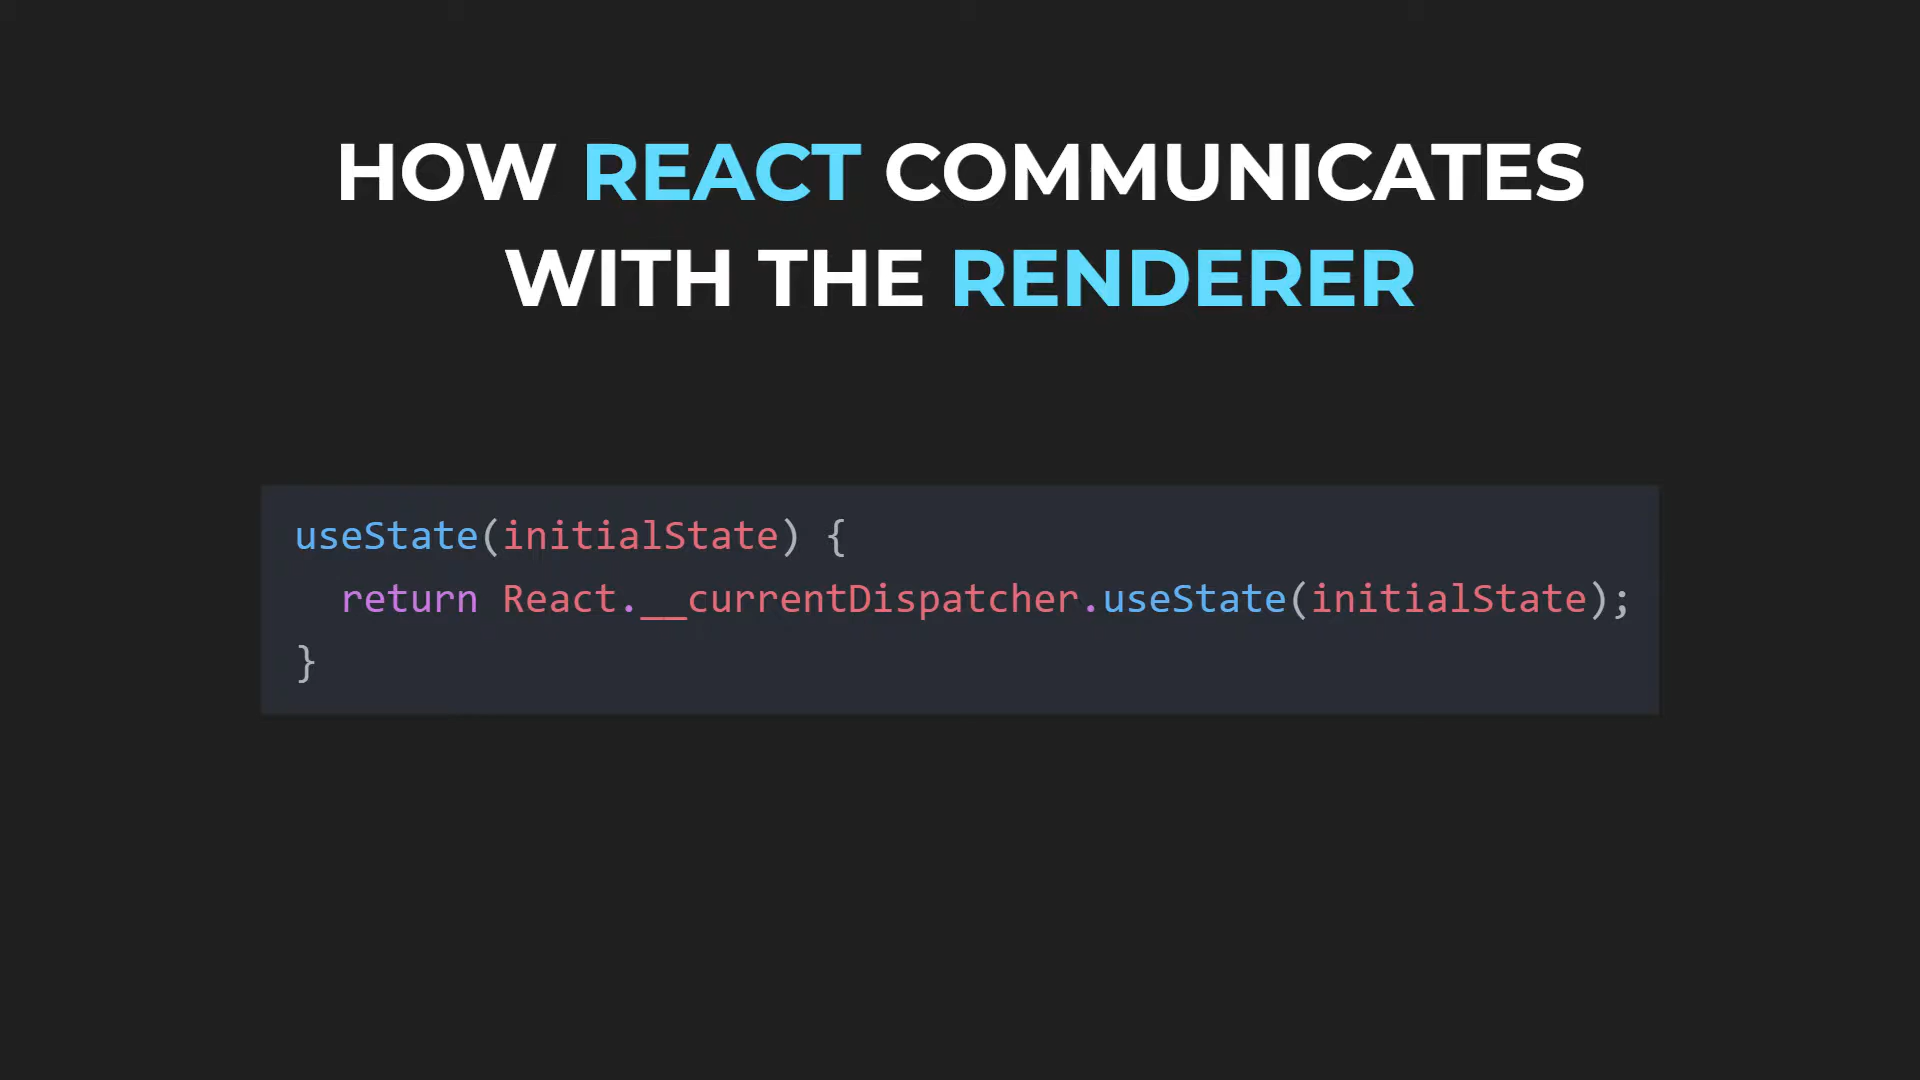 HOW REACT COMMUNICATES
WITH THE RENDERER
useState(initialState) {
  return React.__currentDispatcher.useState(initialState);
}